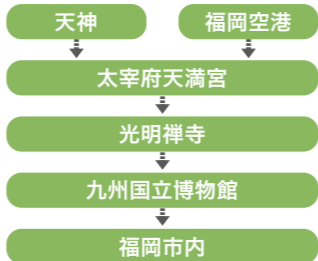 天神
福岡空港
太宰府天満宮
光明禅寺
九州国立博物館
福岡市内